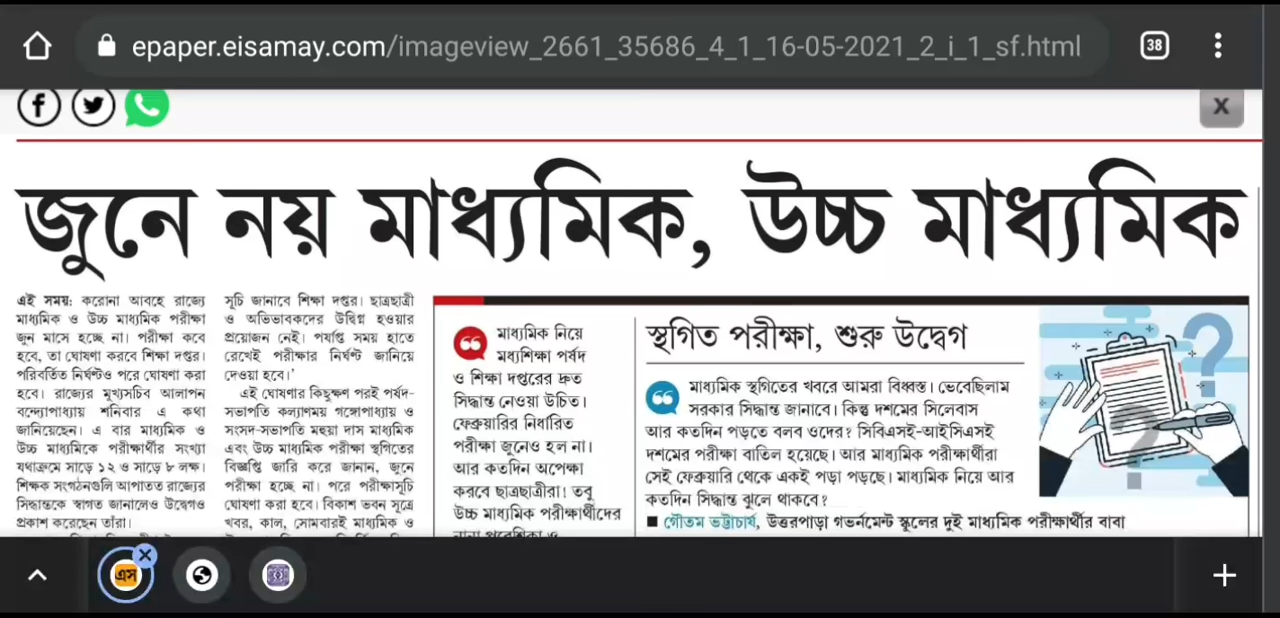 epaper.eisamay.com/imageview_2661_35686_4_1_16-05-2021_2_i_1_sf.html
38
X
জুনে নয় মাধ্যমিক, উচ্চ মাধ্যমিক
এই সময়: করোনা আবহে রাজ্যে
মাধ্যমিক ও উচ্চ মাধ্যমিক পরীক্ষা
জুন মাসে হচ্ছে না। পরীক্ষা কবে
হবে, তা ঘোষণা করবে শিক্ষা দপ্তর।
পরিবর্তিত নির্ঘণ্টও পরে ঘোষণা করা
হবে। রাজ্যের মুখ্যসচিব আলাপন
বন্দ্যোপাধ্যায় শনিবার এ কথা
জানিয়েছেন। এ বার মাধ্যমিক ও
উচ্চ মাধ্যমিকে পরীক্ষার্থীর সংখ্যা
যথাক্রমে সাড়ে ১২ ও সাড়ে ৮ লক্ষ।
শিক্ষক সংগঠনগুলি আপাতত রাজ্যের
সিদ্ধান্তকে স্বাগত জানালেও উদ্বেগও
প্রকাশ করেছেন তাঁরা।
সূচি জানাবে শিক্ষা দপ্তর। ছাত্রছাত্রী
ও অভিভাবকদের উদ্বিগ্ন হওয়ার
প্রয়োজন নেই। পর্যাপ্ত সময় হাতে
রেখেই পরীক্ষার নির্ঘণ্ট জানিয়ে
দেওয়া হবে।'
এই ঘোষণার কিছুক্ষণ পরই পর্ষদ-
সভাপতি কল্যাণময় গঙ্গোপাধ্যায় ও
সংসদ-সভাপতি মহুয়া দাস মাধ্যমিক
এবং উচ্চ মাধ্যমিক পরীক্ষা স্থগিতের
বিজ্ঞপ্তি জারি করে জানান, জুনে
পরীক্ষা হচ্ছে না। পরে পরীক্ষাসূচি
ঘোষণা করা হবে। বিকাশ ভবন সূত্রে
খবর, কাল, সোমবারই মাধ্যমিক ও
মাধ্যমিক নিয়ে
মধ্যশিক্ষা পর্ষদ
ও শিক্ষা দপ্তরের দ্রুত
সিদ্ধান্ত নেওয়া উচিত।
ফেব্রুয়ারির নির্ধারিত
পরীক্ষা জুনেও হল না।
আর কতদিন অপেক্ষা
করবে ছাত্রছাত্রীরা! তবু
উচ্চ মাধ্যমিক পরীক্ষার্থীদের
স্থগিত পরীক্ষা, শুরু উদ্বেগ
মাধ্যমিক স্থগিতের খবরে আমরা বিধ্বস্ত। ভেবেছিলাম
সরকার সিদ্ধান্ত জানাবে। কিন্তু দশমের সিলেবাস
আর কতদিন পড়তে বলব ওদের? সিবিএসই-আইসিএসই
দশমের পরীক্ষা বাতিল হয়েছে। আর মাধ্যমিক পরীক্ষার্থীরা
সেই ফেব্রুয়ারি থেকে একই পড়া পড়ছে। মাধ্যমিক নিয়ে আর
কতদিন সিদ্ধান্ত ঝুলে থাকবে?
■ গৌতম ভট্টাচার্য, উত্তরপাড়া গভর্নমেন্ট স্কুলের দুই মাধ্যমিক পরীক্ষার্থীর বাবা
এস